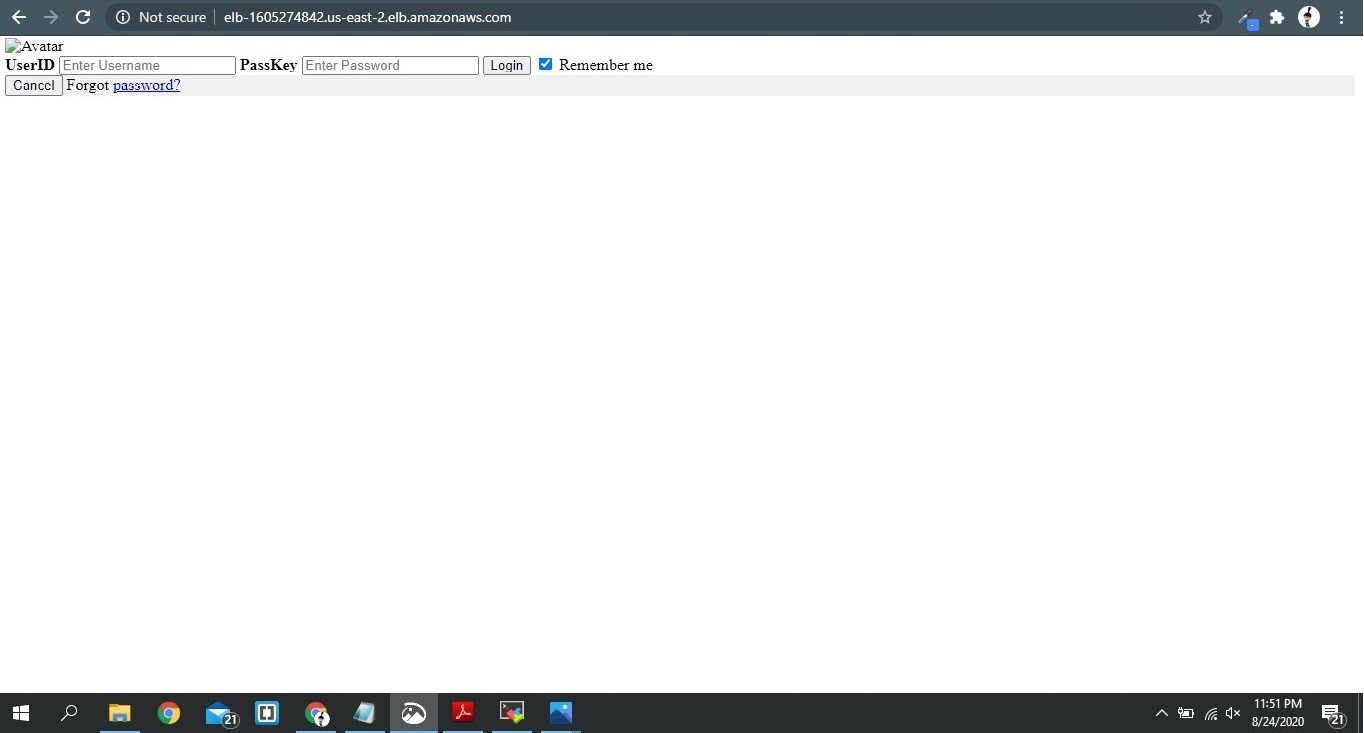 Not secure elb-1605274842.us-east-2.elb.amazonaws.com
Avatar
UserID Enter Username PassKey Enter Password Login Remember me
Cancel Forgot password?
21
11:51 PM
8/24/2020
21